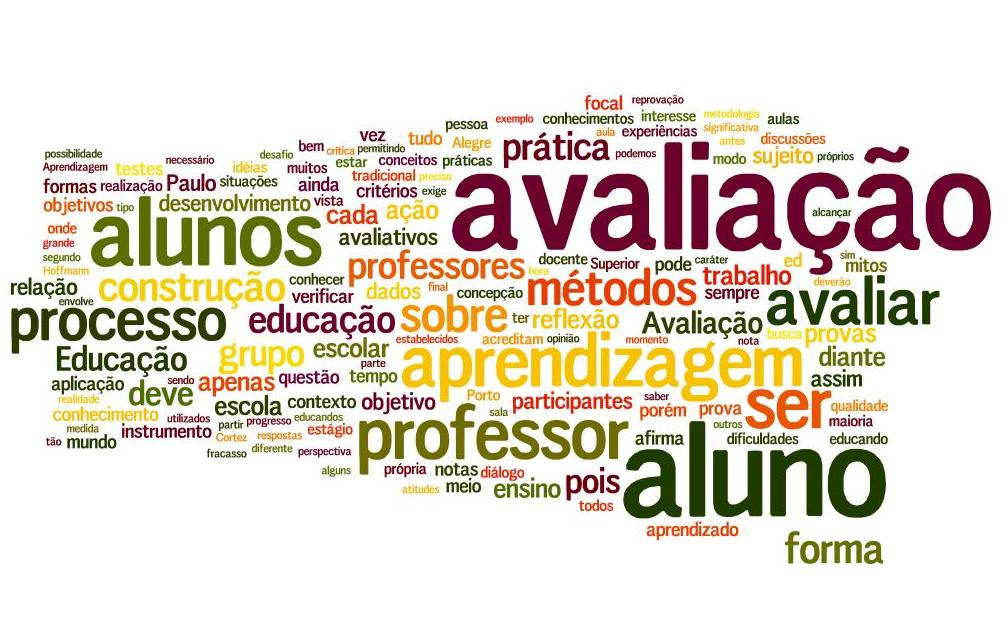 focal reprovação
pessoa exemplo conhecimentos interesse metodologia aulas
vez tudo Alegre aula experiências significativa
bem crítica permitindo prática podemos antes discussões
possibilidade desafio estar conceitos práticas modo sujeito próprios
Aprendizagem testes necessário idéias muitos tradicional preciso
formas realização Paulo situações ainda critérios exige
objetivos tipo desenvolvimento vista cada ação avaliação alcançar
onde alunos avaliativos
grande
segundo professores docente Superior pode caráter ed sim mitos
Hoffmann hora trabalho deverão
relação construção conhecer dados final concepção métodos sempre avaliar
envolve verificar
processo educação sobre ter reflexão Avaliação busca provas
estabelecidos acreditam opinião momento nota
Educação grupo escolar aprendizagem diante
parte
aplicação sendo apenas questão tempo assim
realidade deve Porto saber
conhecimento escola contexto objetivo participantes porém prova ser qualidade
utilizados partir progresso educandos sala outros maioria
medida instrumento Cortez respostas estágio professor afirma dificuldades educando
tão mundo
fracasso diferente perspectiva
alguns própria notas diálogo aluno
atitudes meio ensino pois
todos
aprendizado
forma